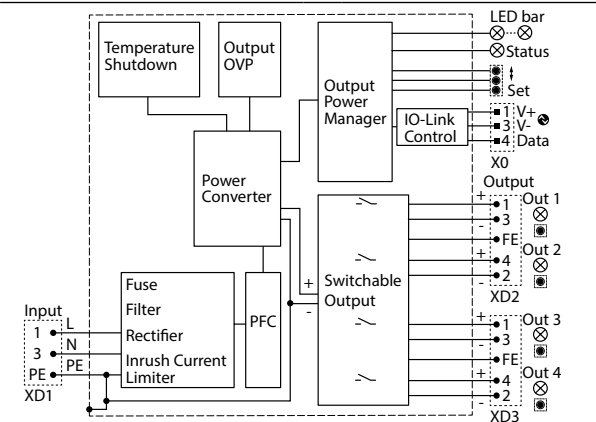 LED bar
Status
Set
Temperature
Shutdown
Output
OVP
Output
Power
Manager
IO-Link
Control
1 V+
3 V-
4 Data
X0
Power
Converter
Output
+ 1 Out 1
- 3
FE
+ 4 Out 2
- 2
XD2
Switchable
Output
+
-
Fuse
Filter
Rectifier
Inrush Current
Limiter
PFC
Input
1 L
3 N
PE PE
XD1
+ 1 Out 3
- 3
FE
+ 4 Out 4
- 2
XD3